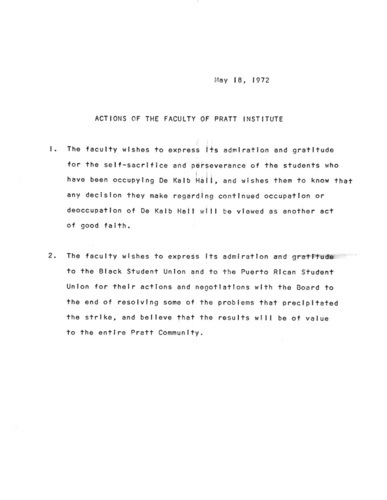 May 18, 1972
ACTIONS OF THE FACULTY OF PRATT INSTITUTE
1. The faculty wishes to express its admiration and gratitude
for the self-sacrifice and perseverance of the students who
have been occupying De Kalb Hall, and wishes them to know that
any decision they make regarding continued occupation or
deoccupation of De Kalb Hall will be viewed as another act
of good faith.
2. The faculty wishes to express its admiration and gratitude
to the Black Student Union and to the Puerto Rican Student
Union for their actions and negotiations with the Board to
the end of resolving some of the problems that precipitated
the strike, and believe that the results will be of value
to the entire Pratt Community.